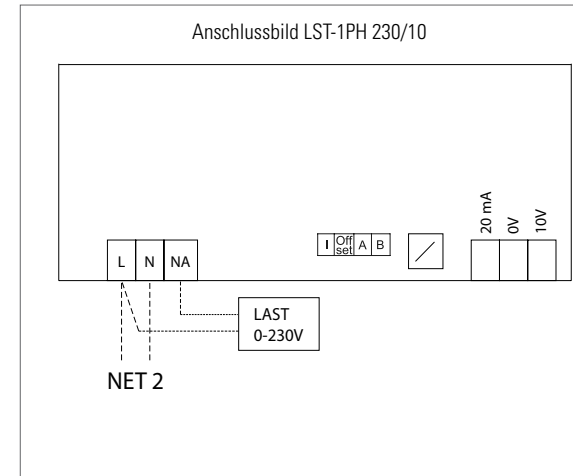 Anschlussbild LST-1PH 230/10
20 mA
0V
10V
I Off set A B
L N NA
LAST
0-230V
NET 2